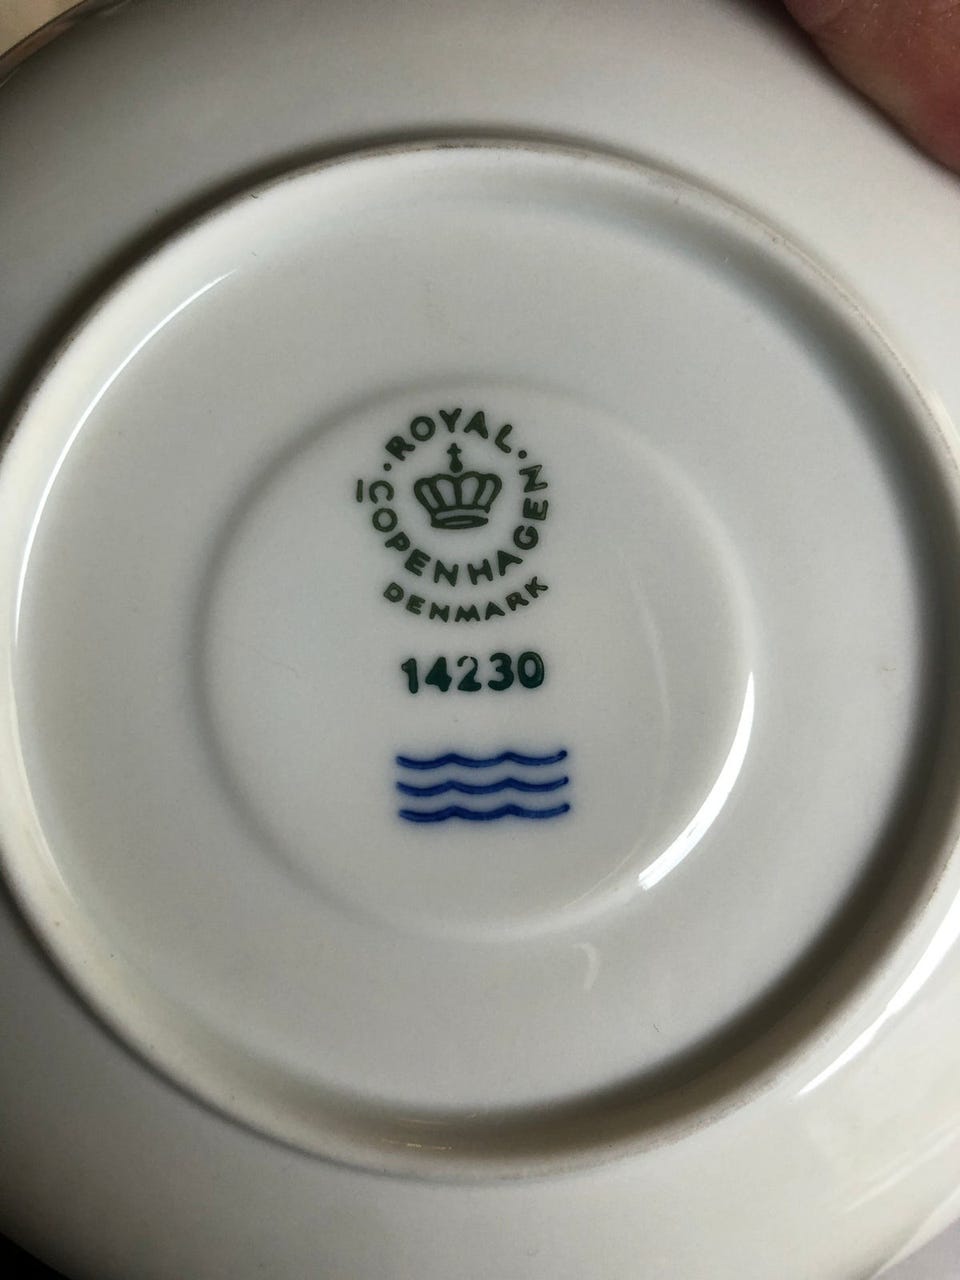 ROYAL
COPENHAGEN
DENMARK
14230